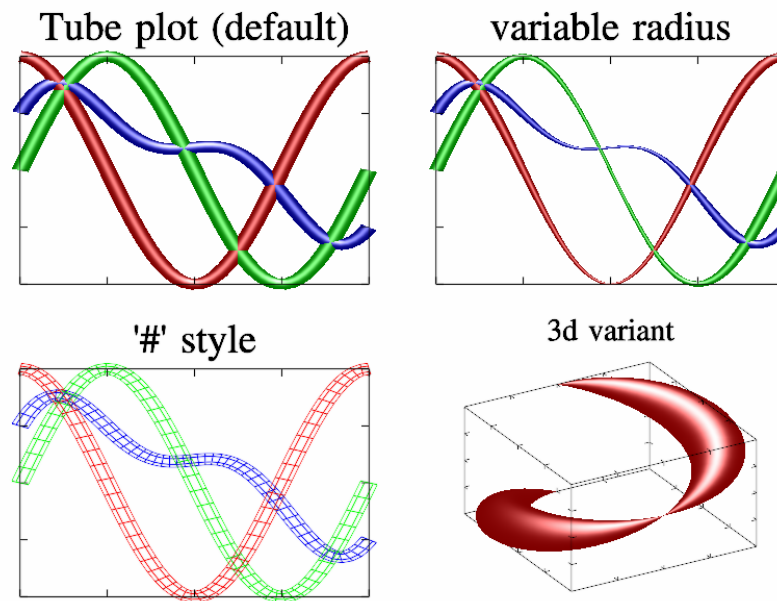 Tube plot (default)
variable radius
'#' style
3d variant